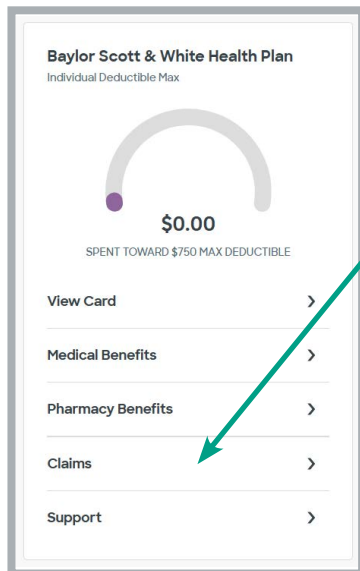 Baylor Scott & White Health Plan
Individual Deductible Max
$0.00
SPENT TOWARD $750 MAX DEDUCTIBLE
View Card
Medical Benefits
Pharmacy Benefits
Claims
Support